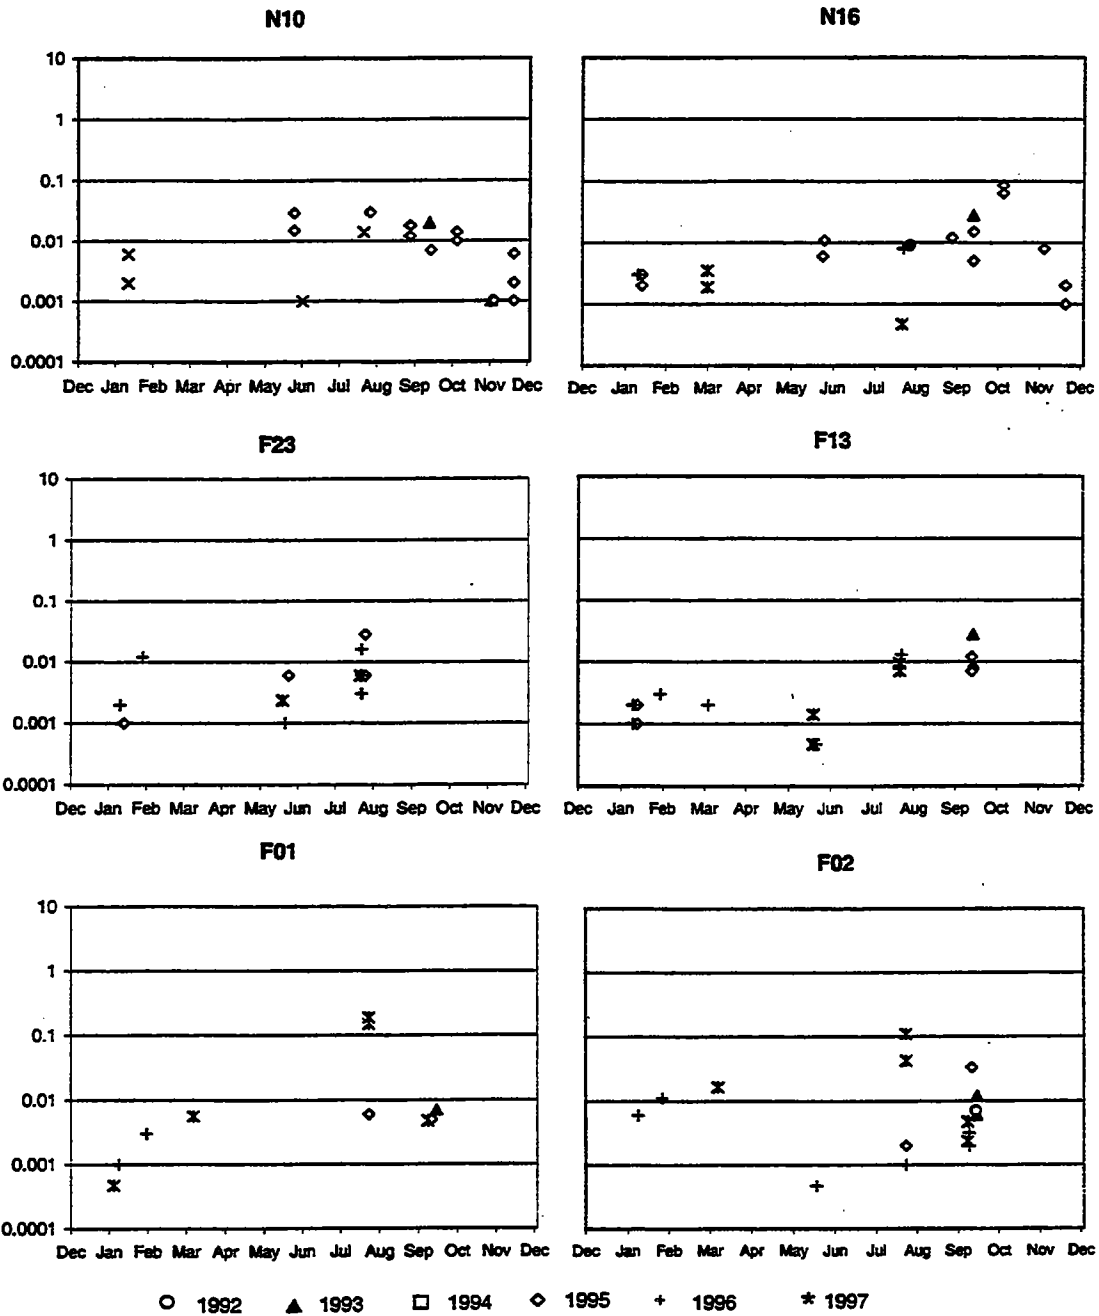 N10
N16
10
1
0.1
0.01
0.001
0.0001
Dec Jan Feb Mar Apr May Jun Jul Aug Sep Oct Nov Dec
Dec Jan Feb Mar Apr May Jun Jul Aug Sep Oct Nov Dec
F23
F13
10
1
0.1
0.01
0.001
0.0001
Dec Jan Feb Mar Apr May Jun Jul Aug Sep Oct Nov Dec
Dec Jan Feb Mar Apr May Jun Jul Aug Sep Oct Nov Dec
F01
F02
10
1
0.1
0.01
0.001
0.0001
Dec Jan Feb Mar Apr May Jun Jul Aug Sep Oct Nov Dec
Dec Jan Feb Mar Apr May Jun Jul Aug Sep Oct Nov Dec
1992 1993 1994 1995 1996 1997